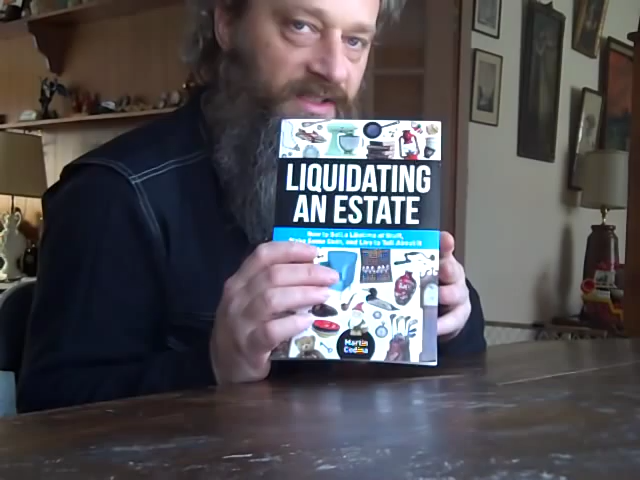 LIQUIDATING
AN ESTATE
How to Sell a Lifetime of Stuff,
Make Some Cash, and Live to Talk About It
Martin
Codina